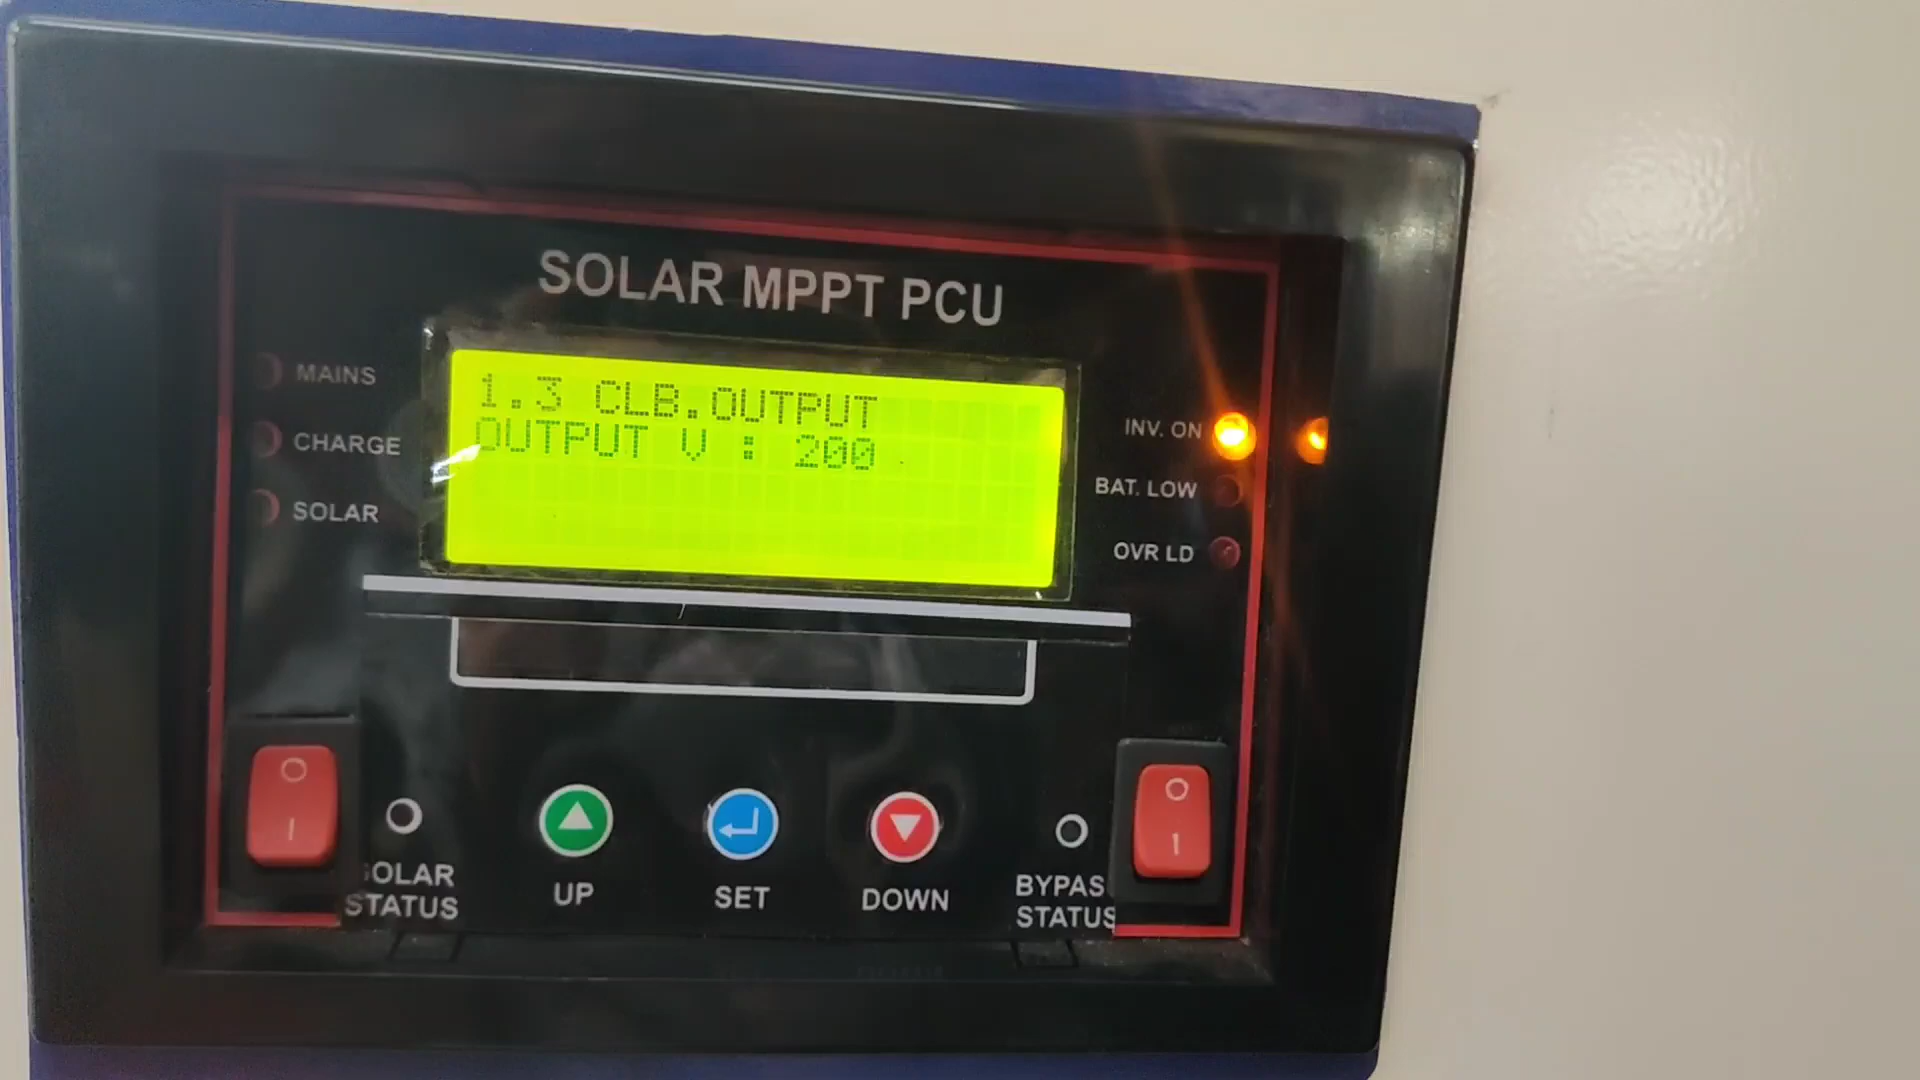 SOLAR MPPT PCU
MAINS
CHARGE
SOLAR
1.3 CLB.OUTPUT
OUTPUT V : 200
INV. ON
BAT. LOW
OVR LD
SOLAR
STATUS
UP
SET
DOWN
BYPASS
STATUS